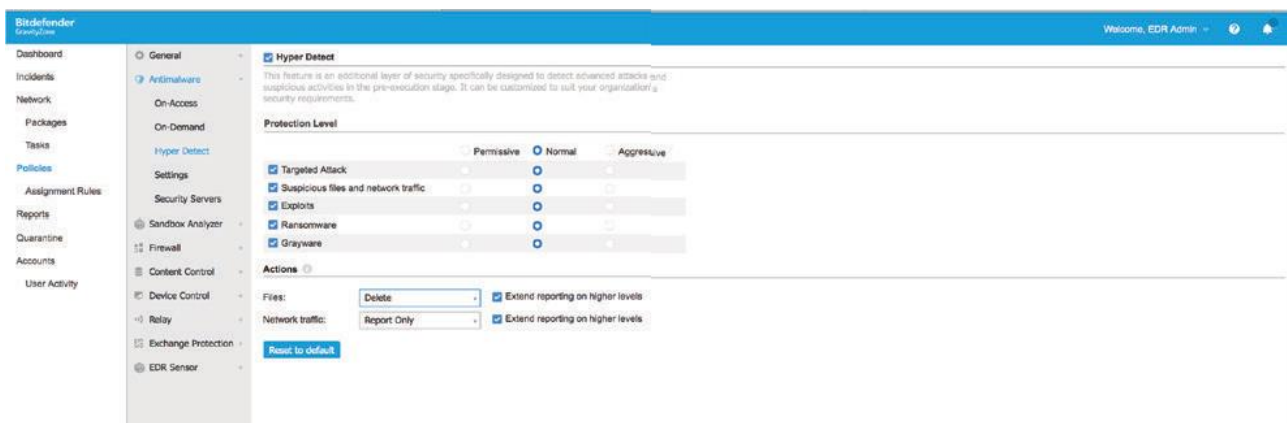 Bitdefender
GravityZone
Welcome, EDR Admin
Dashboard
Incidents
Network
Packages
Tasks
Policies
Assignment Rules
Reports
Quarantine
Accounts
User Activity
General
Antimalware
On-Access
On-Demand
Hyper Detect
Settings
Security Servers
Sandbox Analyzer
Firewall
Content Control
Device Control
Relay
Exchange Protection
EDR Sensor
Hyper Detect
This feature is an additional layer of security specifically designed to detect advanced attacks and
suspicious activities in the pre-execution stage. It can be customized to suit your organization's
security requirements.
Protection Level
Permissive Normal Aggressive
Targeted Attack
Suspicious files and network traffic
Exploits
Ransomware
Grayware
Actions
Files: Delete Extend reporting on higher levels
Network traffic: Report Only Extend reporting on higher levels
Reset to default